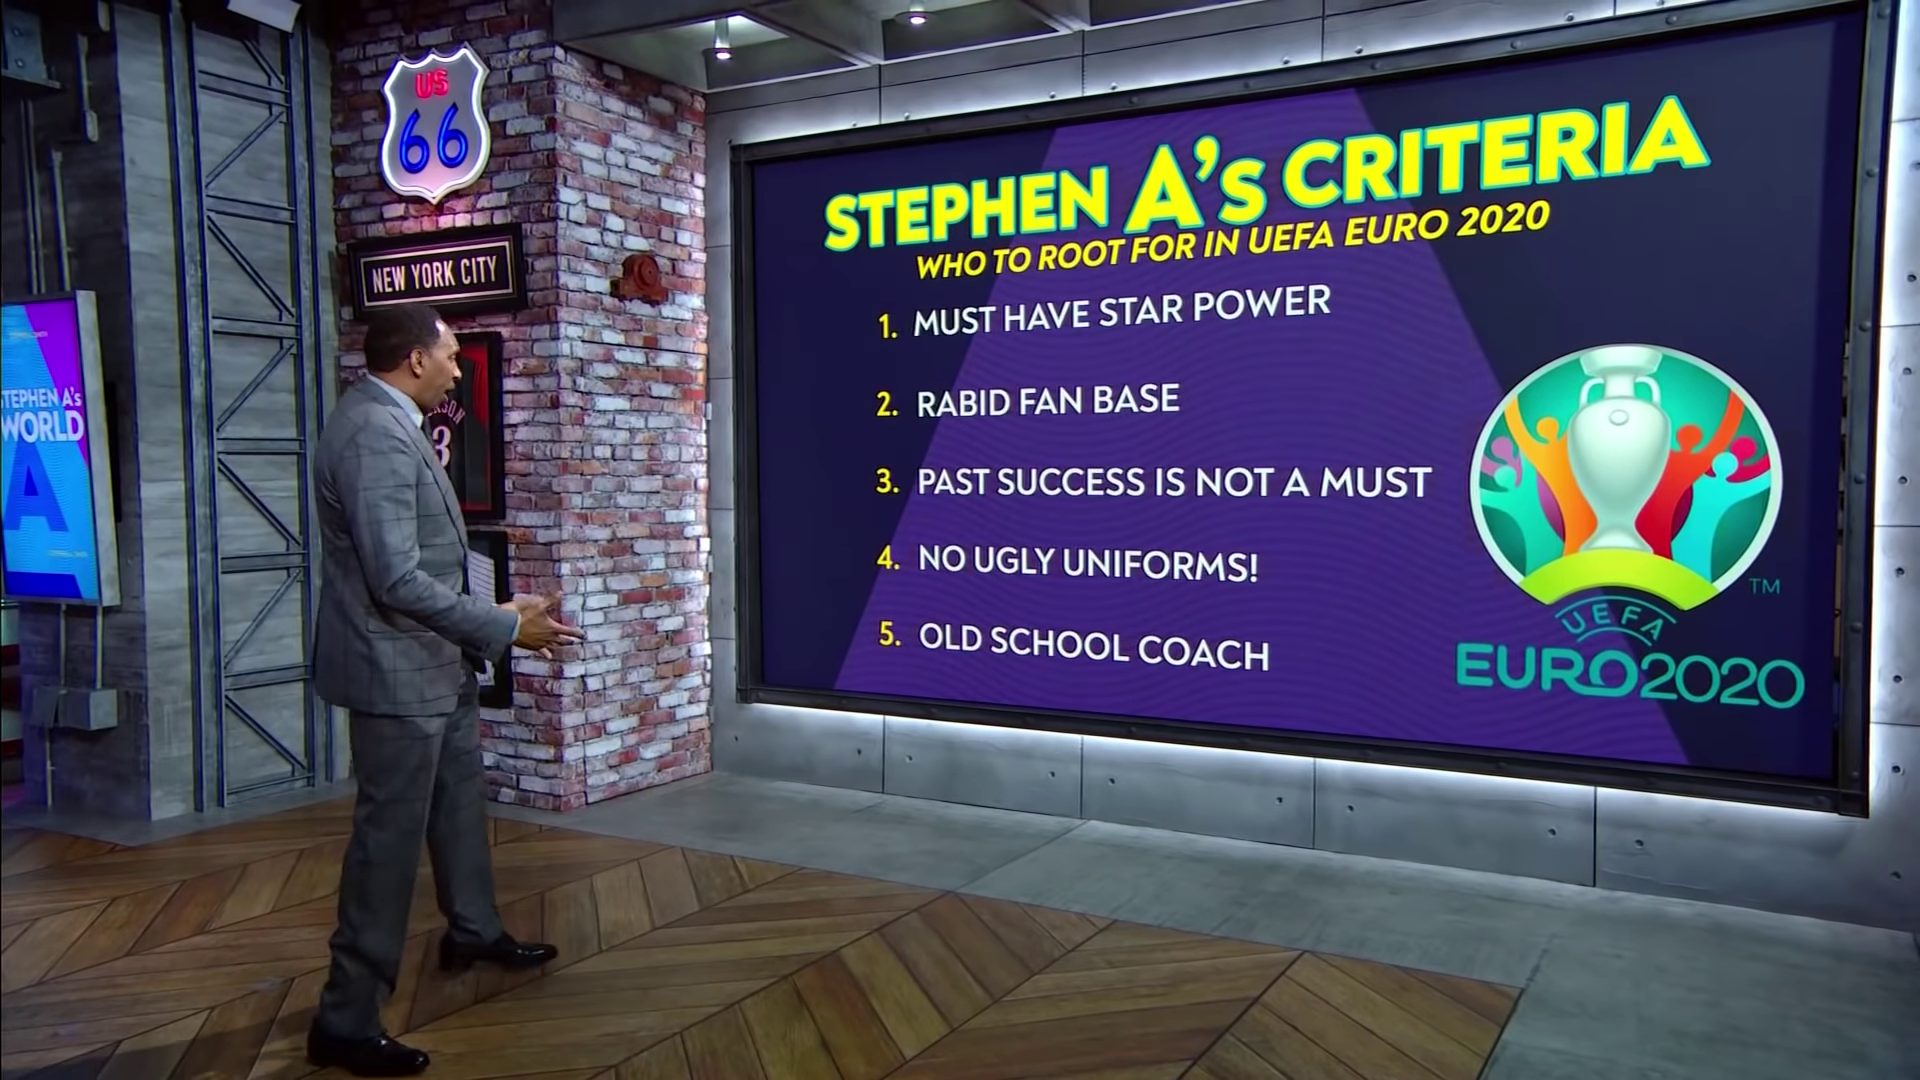 US
66
NEW YORK CITY
3
STEPHEN A's
WORLD
A
STEPHEN A's CRITERIA
WHO TO ROOT FOR IN UEFA EURO 2020
1. MUST HAVE STAR POWER
2. RABID FAN BASE
3. PAST SUCCESS IS NOT A MUST
4. NO UGLY UNIFORMS!
5. OLD SCHOOL COACH
TM
UEFA
EURO2020